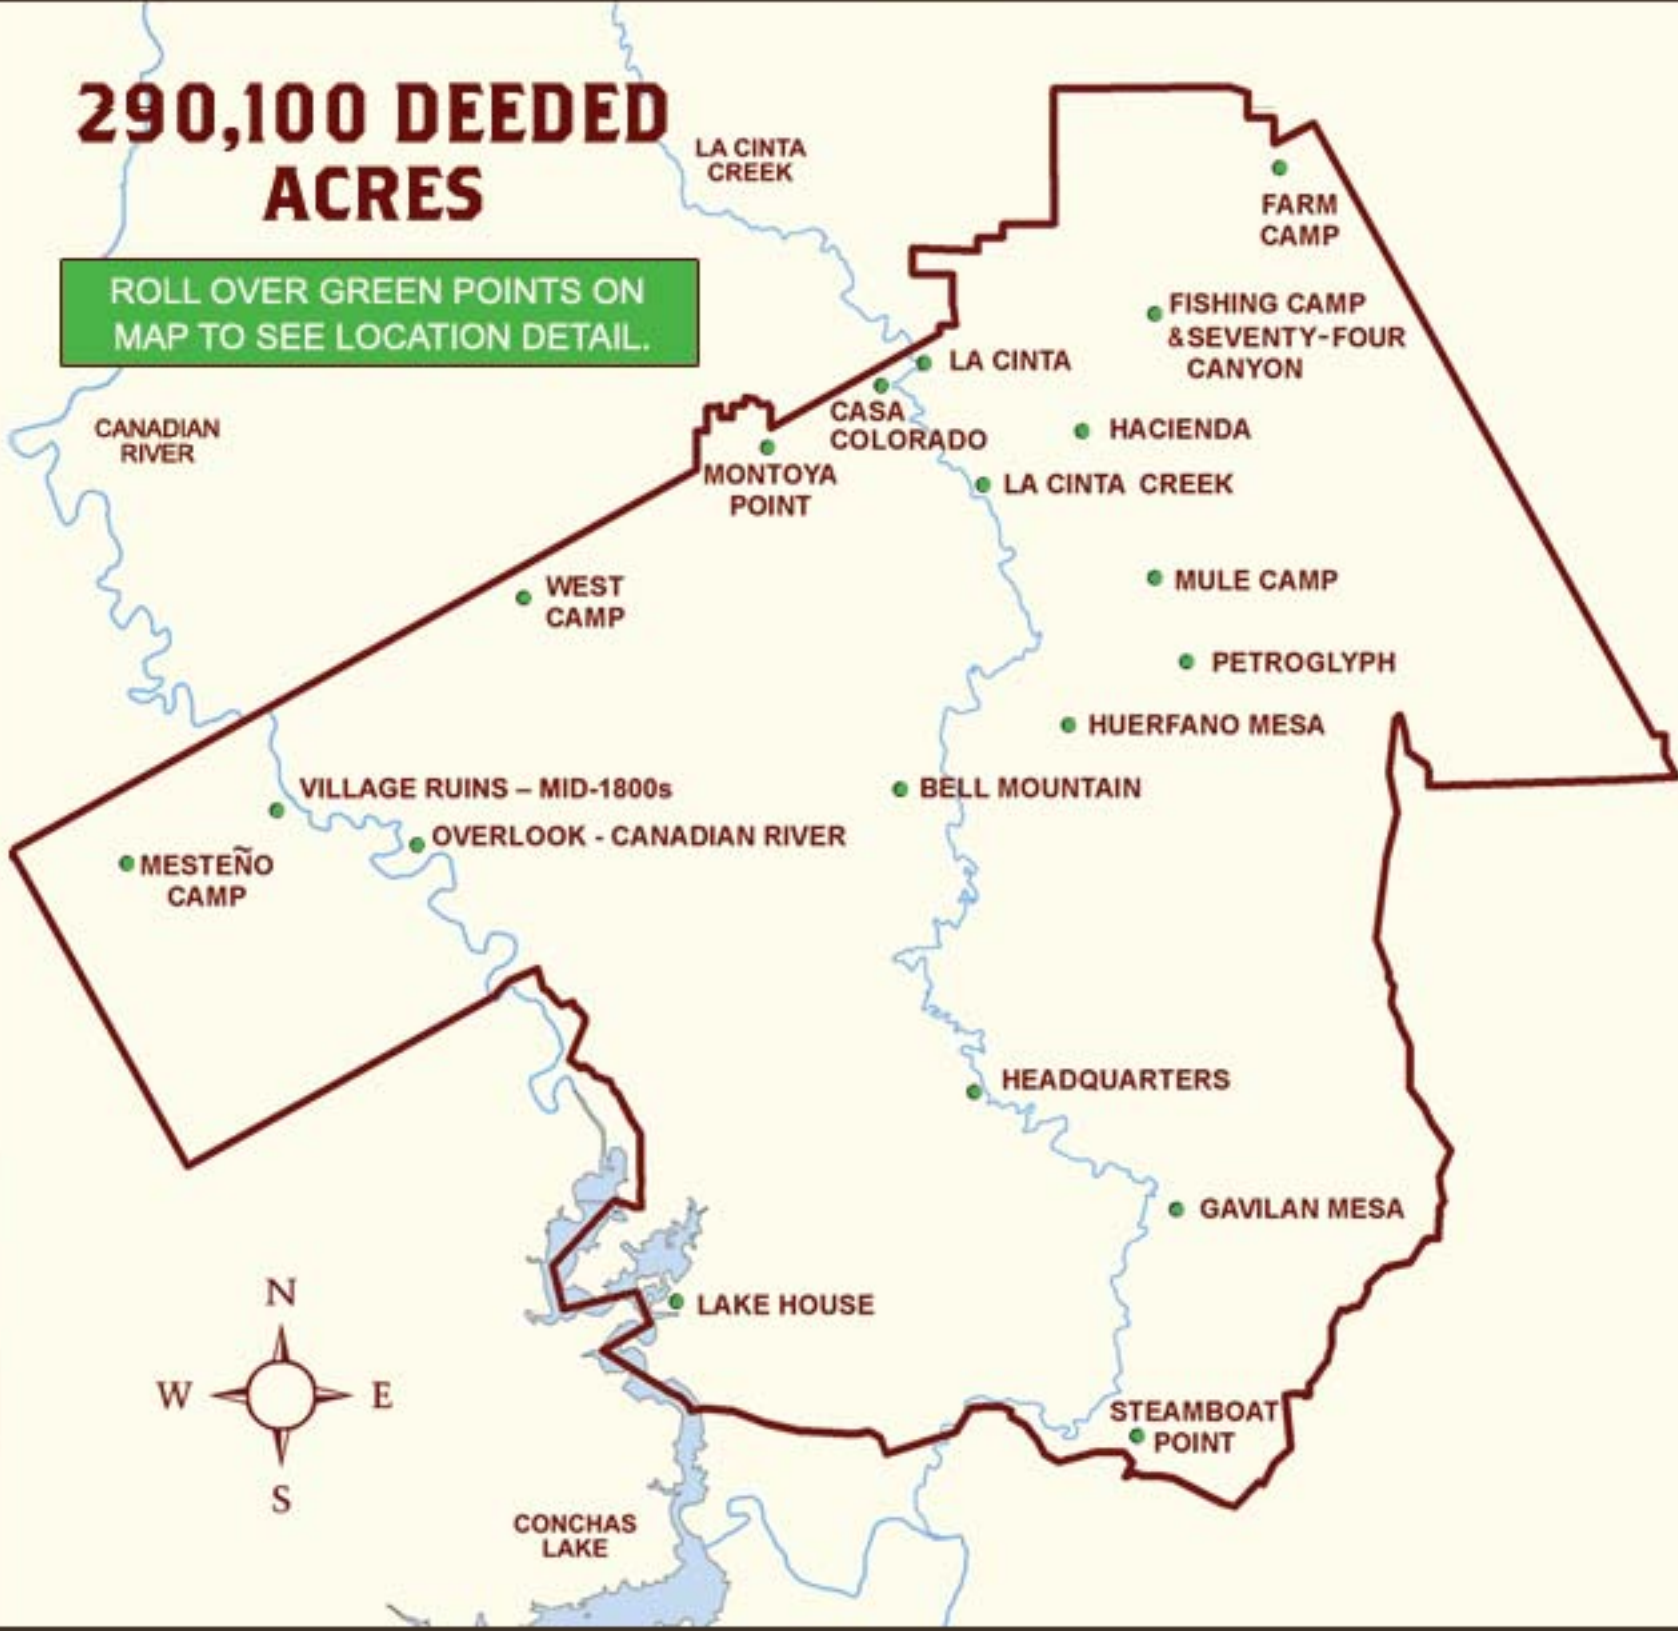 290,100 DEEDED
ACRES
ROLL OVER GREEN POINTS ON
MAP TO SEE LOCATION DETAIL.
LA CINTA
CREEK
FARM
CAMP
FISHING CAMP
&SEVENTY-FOUR
CANYON
LA CINTA
CASA
COLORADO
HACIENDA
CANADIAN
RIVER
MONTOYA
POINT
LA CINTA CREEK
WEST
CAMP
MULE CAMP
PETROGLYPH
HUERFANO MESA
VILLAGE RUINS – MID-1800s
BELL MOUNTAIN
OVERLOOK - CANADIAN RIVER
MESTEÑO
CAMP
HEADQUARTERS
GAVILAN MESA
LAKE HOUSE
N
W E
S
STEAMBOAT
POINT
CONCHAS
LAKE